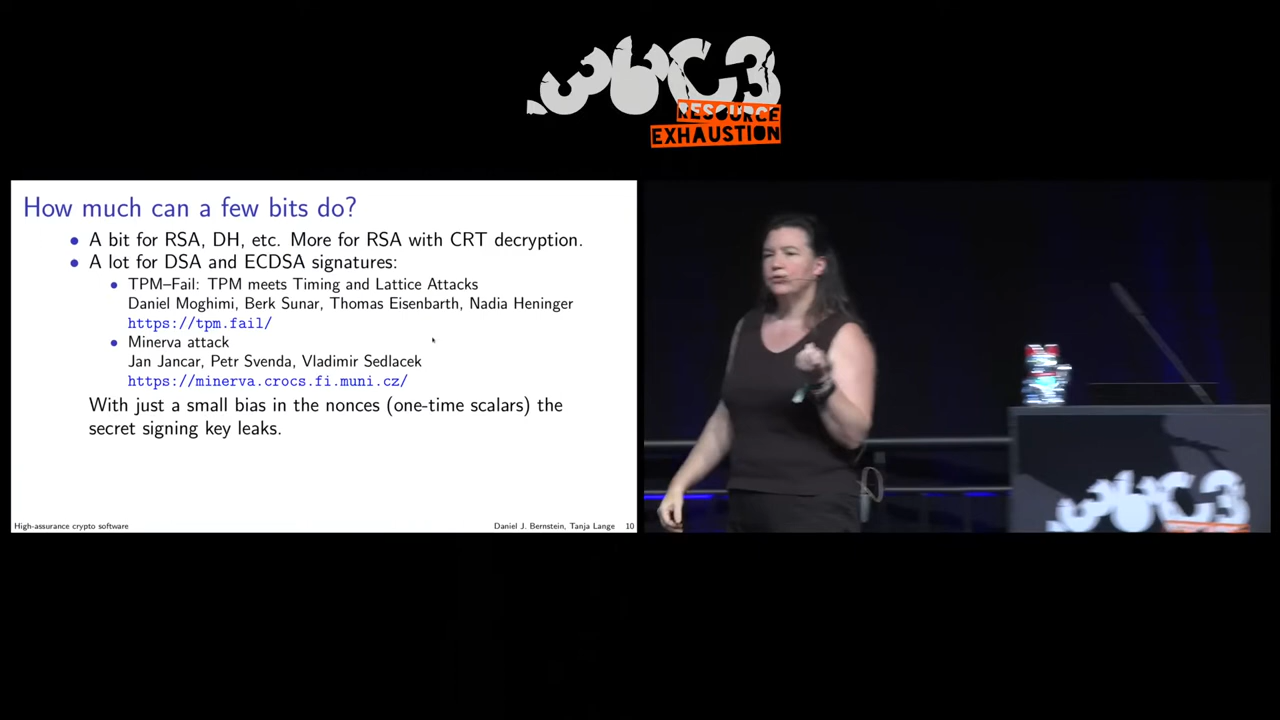 36C3
RESOURCE
EXHAUSTION
How much can a few bits do?
• A bit for RSA, DH, etc. More for RSA with CRT decryption.
• A lot for DSA and ECDSA signatures:
• TPM–Fail: TPM meets Timing and Lattice Attacks
Daniel Moghimi, Berk Sunar, Thomas Eisenbarth, Nadia Heninger
https://tpm.fail/
• Minerva attack
Jan Jancar, Petr Svenda, Vladimir Sedlacek
https://minerva.crocs.fi.muni.cz/
With just a small bias in the nonces (one-time scalars) the
secret signing key leaks.
High-assurance crypto software
Daniel J. Bernstein, Tanja Lange 10
36C3